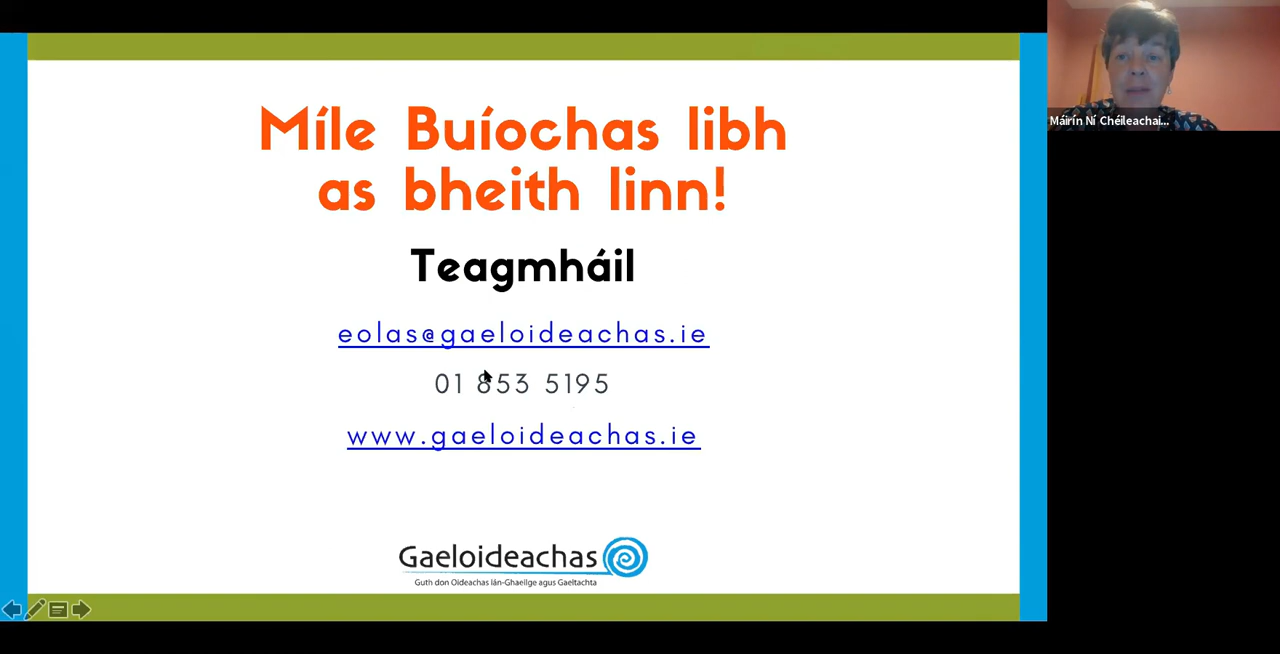 Míle Buíochas libh
as bheith linn!
Teagmháil
eolas@gaeloideachas.ie
01 853 5195
www.gaeloideachas.ie
Gaeloideachas
Guth don Oideachas lán-Ghaeilge agus Gaeltachta
Máirín Ní Chéileachai...